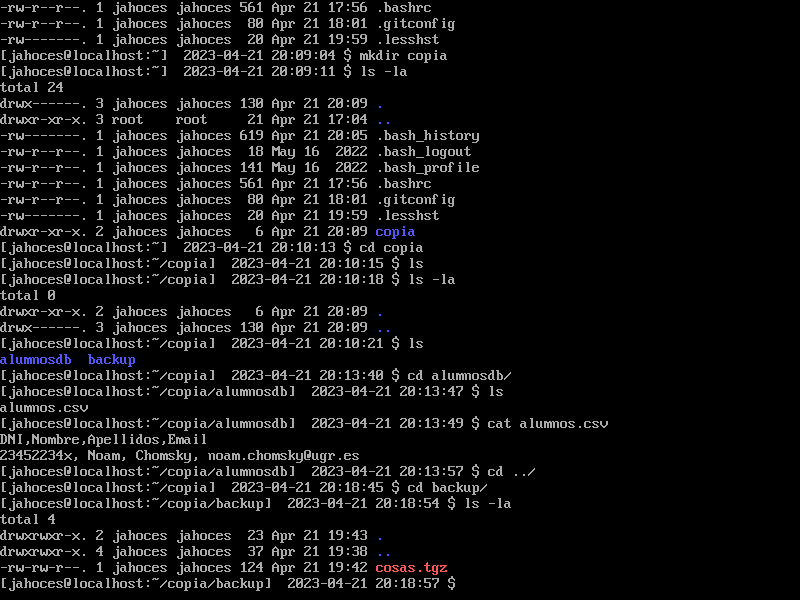 -rw-r--r--. 1 jahoces jahoces 561 Apr 21 17:56 .bashrc
-rw-r--r--. 1 jahoces jahoces  80 Apr 21 18:01 .gitconfig
-rw-------. 1 jahoces jahoces  20 Apr 21 19:59 .lesshst
[jahoces@localhost:~]  2023-04-21 20:09:04 $ mkdir copia
[jahoces@localhost:~]  2023-04-21 20:09:11 $ ls -la
total 24
drwx------. 3 jahoces jahoces 130 Apr 21 20:09 .
drwxr-xr-x. 3 root    root     21 Apr 21 17:04 ..
-rw-------. 1 jahoces jahoces 619 Apr 21 20:05 .bash_history
-rw-r--r--. 1 jahoces jahoces  18 May 16  2022 .bash_logout
-rw-r--r--. 1 jahoces jahoces 141 May 16  2022 .bash_profile
-rw-r--r--. 1 jahoces jahoces 561 Apr 21 17:56 .bashrc
-rw-r--r--. 1 jahoces jahoces  80 Apr 21 18:01 .gitconfig
-rw-------. 1 jahoces jahoces  20 Apr 21 19:59 .lesshst
drwxr-xr-x. 2 jahoces jahoces   6 Apr 21 20:09 copia
[jahoces@localhost:~]  2023-04-21 20:10:13 $ cd copia
[jahoces@localhost:~/copia]  2023-04-21 20:10:15 $ ls
[jahoces@localhost:~/copia]  2023-04-21 20:10:18 $ ls -la
total 0
drwxr-xr-x. 2 jahoces jahoces   6 Apr 21 20:09 .
drwx------. 3 jahoces jahoces 130 Apr 21 20:09 ..
[jahoces@localhost:~/copia]  2023-04-21 20:10:21 $ ls
alumnosdb  backup
[jahoces@localhost:~/copia]  2023-04-21 20:13:40 $ cd alumnosdb/
[jahoces@localhost:~/copia/alumnosdb]  2023-04-21 20:13:47 $ ls
alumnos.csv
[jahoces@localhost:~/copia/alumnosdb]  2023-04-21 20:13:49 $ cat alumnos.csv
DNI,Nombre,Apellidos,Email
23452234x, Noam, Chomsky, noam.chomsky@ugr.es
[jahoces@localhost:~/copia/alumnosdb]  2023-04-21 20:13:57 $ cd ../
[jahoces@localhost:~/copia]  2023-04-21 20:18:45 $ cd backup/
[jahoces@localhost:~/copia/backup]  2023-04-21 20:18:54 $ ls -la
total 4
drwxrwxr-x. 2 jahoces jahoces  23 Apr 21 19:43 .
drwxrwxr-x. 4 jahoces jahoces  37 Apr 21 19:38 ..
-rw-rw-r--. 1 jahoces jahoces 124 Apr 21 19:42 cosas.tgz
[jahoces@localhost:~/copia/backup]  2023-04-21 20:18:57 $